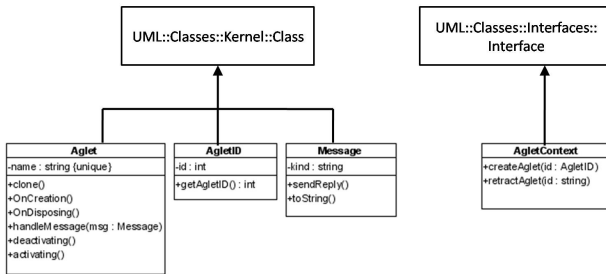 UML::Classes::Kernel::Class
UML::Classes::Interfaces::
Interface
Aglet
-name : string {unique}
+clone()
+OnCreation()
+OnDisposing()
+handleMessage(msg : Message)
+deactivating()
+activating()
AgletID
-id : int
+getAgletID() : int
Message
-kind : string
+sendReply()
+toString()
AgletContext
+createAglet(id : AgletID)
+retractAglet(id : string)